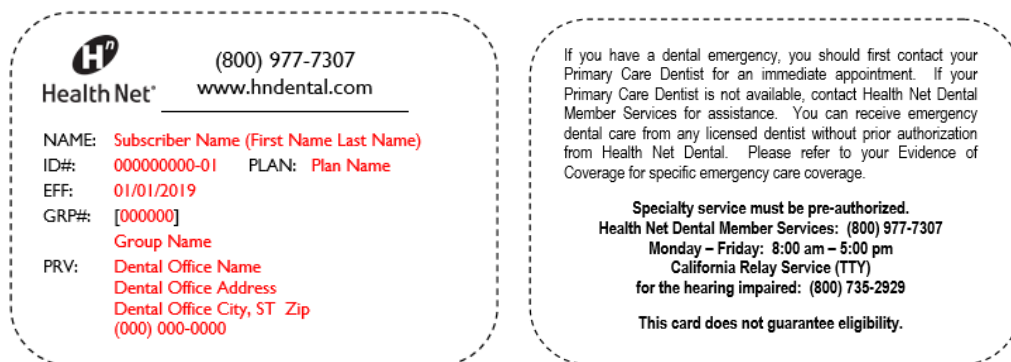 Hn
Health Net®
(800) 977-7307
www.hndental.com
NAME: Subscriber Name (First Name Last Name)
ID#: 000000000-01 PLAN: Plan Name
EFF: 01/01/2019
GRP#: [000000]
Group Name
PRV: Dental Office Name
Dental Office Address
Dental Office City, ST Zip
(000) 000-0000
If you have a dental emergency, you should first contact your
Primary Care Dentist for an immediate appointment. If your
Primary Care Dentist is not available, contact Health Net Dental
Member Services for assistance. You can receive emergency
dental care from any licensed dentist without prior authorization
from Health Net Dental. Please refer to your Evidence of
Coverage for specific emergency care coverage.
Specialty service must be pre-authorized.
Health Net Dental Member Services: (800) 977-7307
Monday – Friday: 8:00 am – 5:00 pm
California Relay Service (TTY)
for the hearing impaired: (800) 735-2929
This card does not guarantee eligibility.